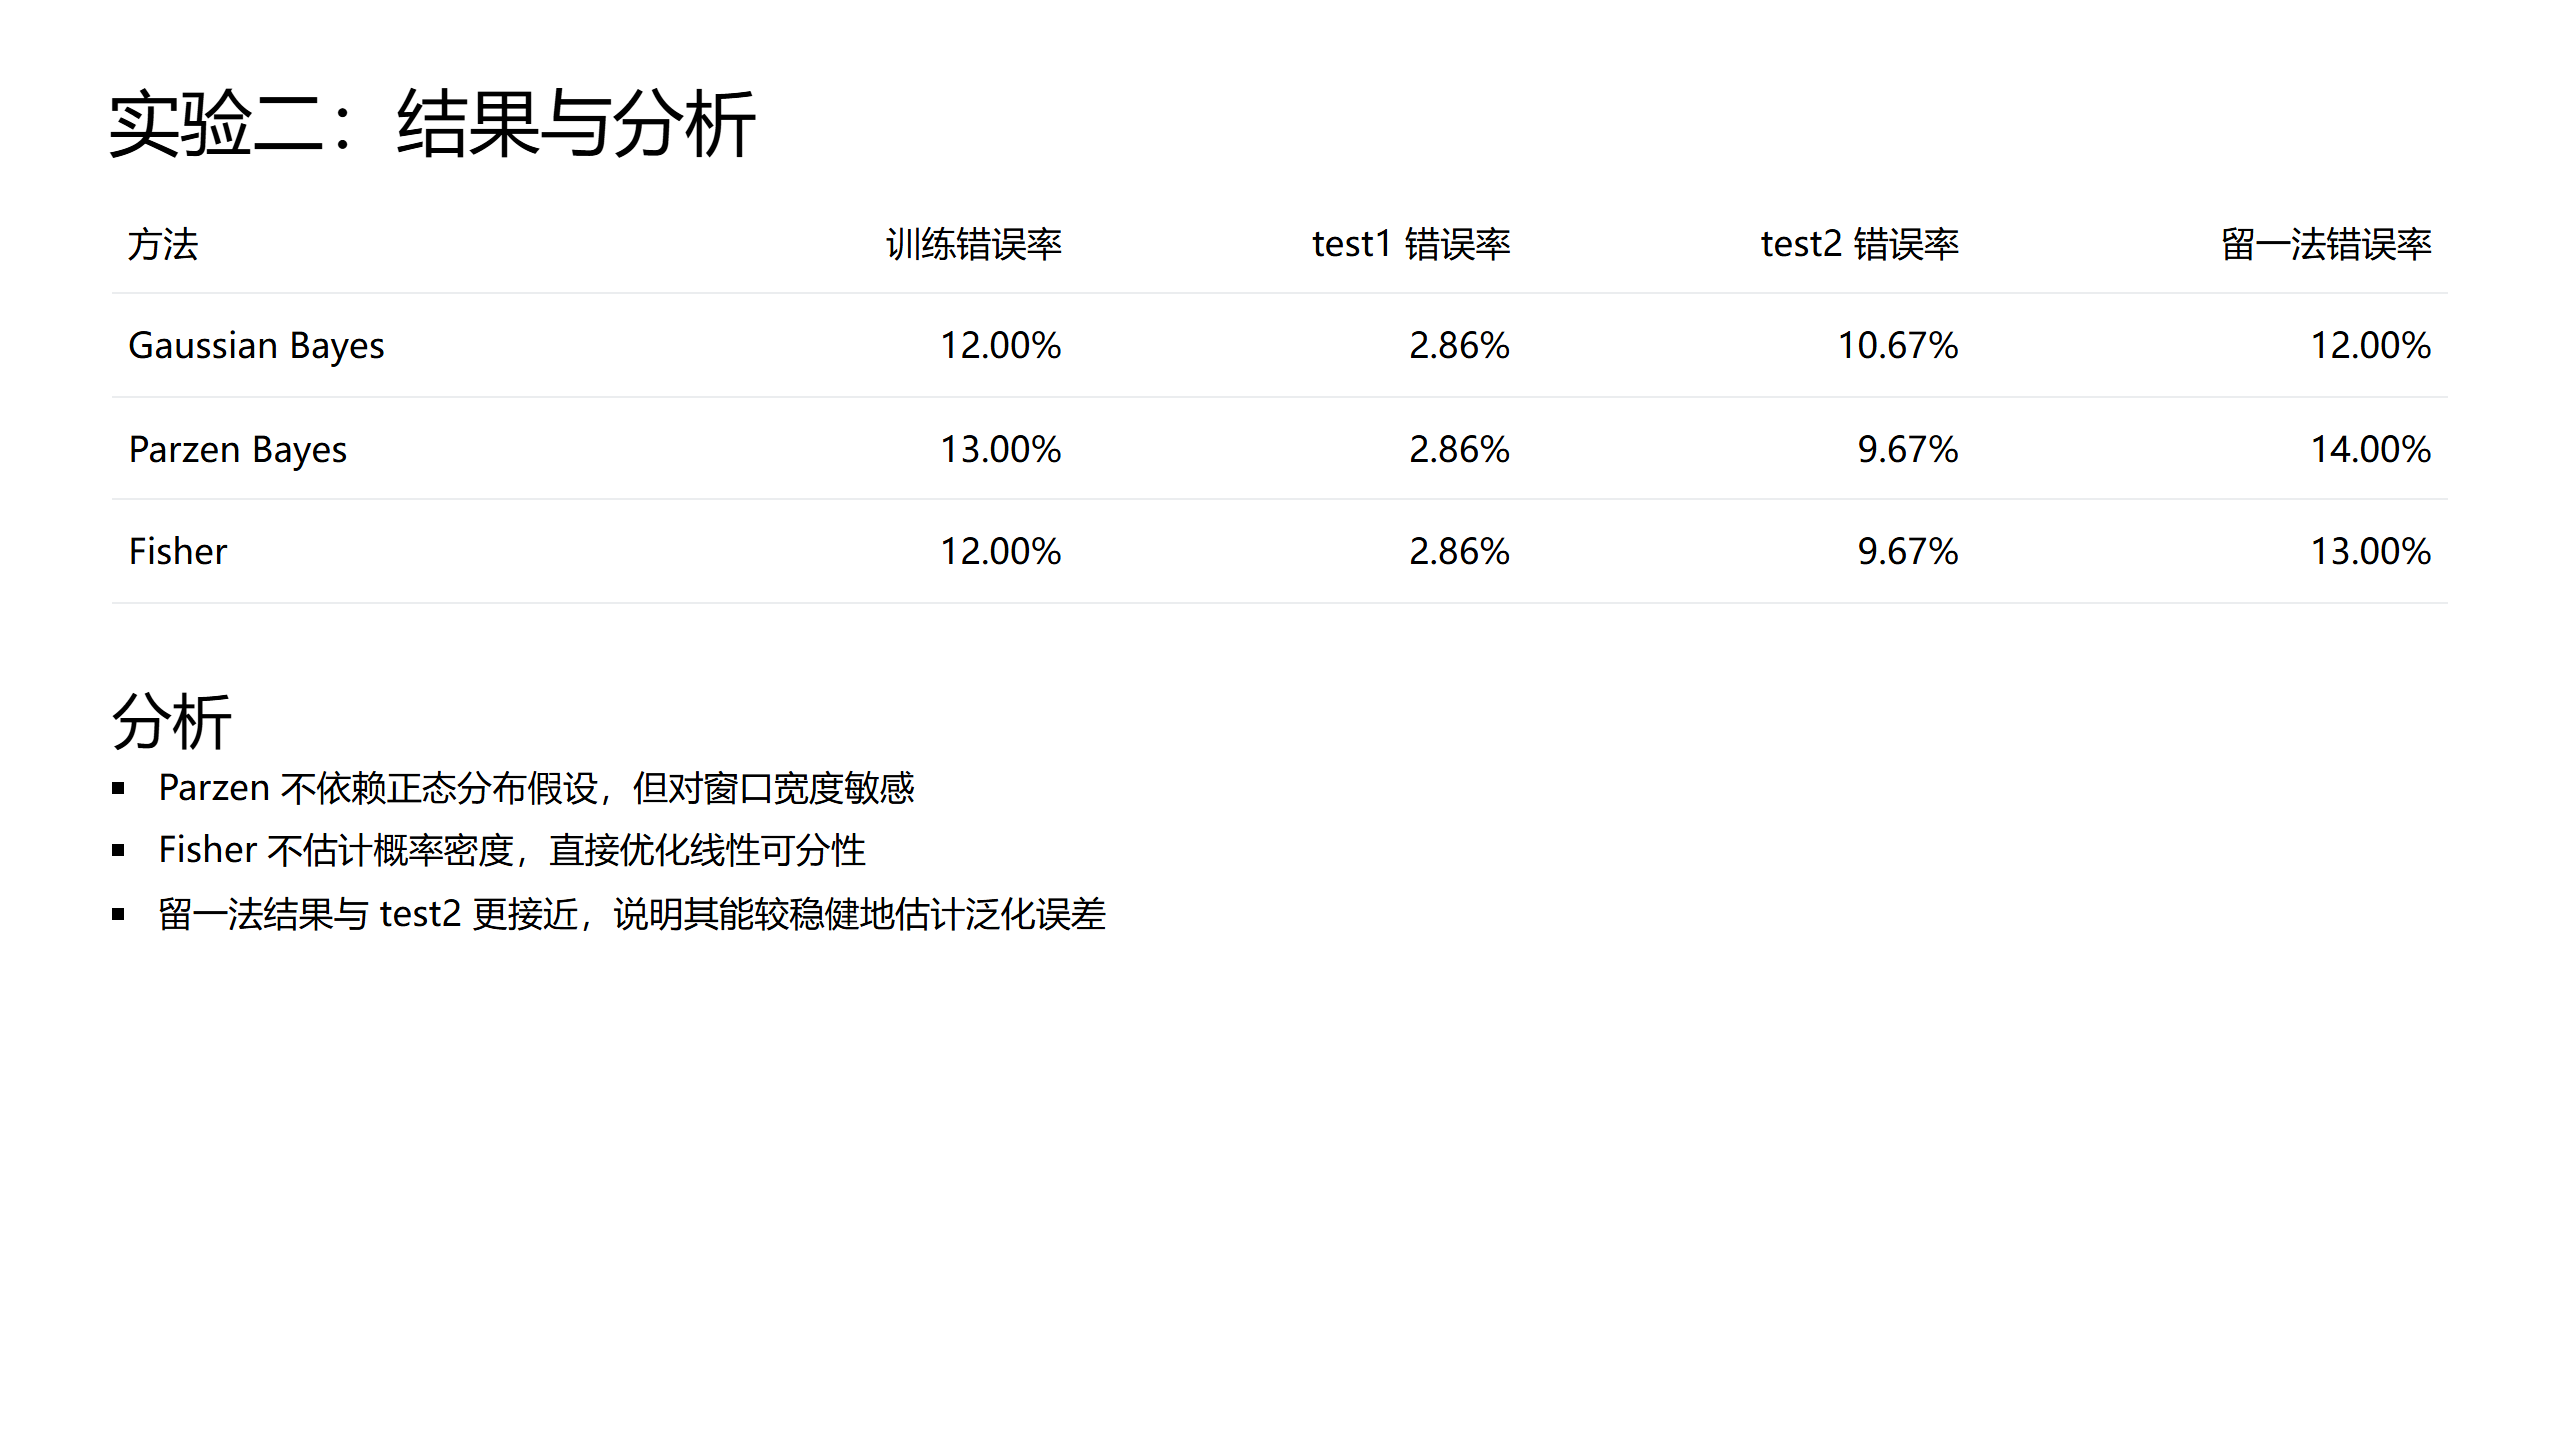 实验二：结果与分析
方法 训练错误率 test1 错误率 test2 错误率 留一法错误率
Gaussian Bayes 12.00% 2.86% 10.67% 12.00%
Parzen Bayes 13.00% 2.86% 9.67% 14.00%
Fisher 12.00% 2.86% 9.67% 13.00%
分析
▪ Parzen 不依赖正态分布假设，但对窗口宽度敏感
▪ Fisher 不估计概率密度，直接优化线性可分性
▪ 留一法结果与 test2 更接近，说明其能较稳健地估计泛化误差